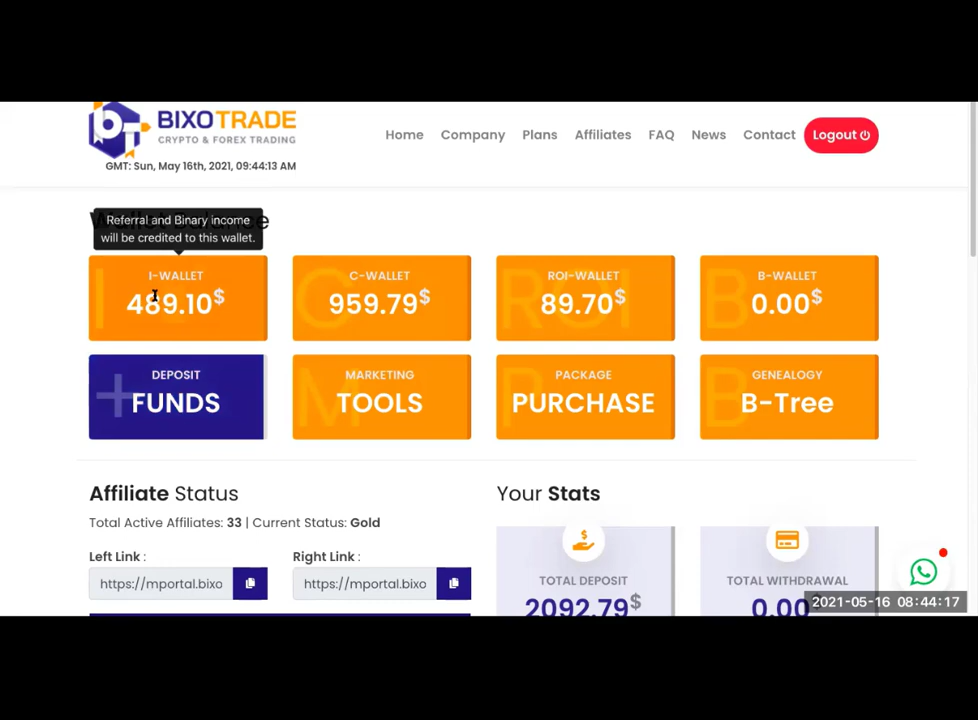 BIXOTRADE
CRYPTO & FOREX TRADING
GMT: Sun, May 16th, 2021, 09:44:13 AM
Home Company Plans Affiliates FAQ News Contact Logout
Wallet Balance
Referral and Binary income
will be credited to this wallet.
I-WALLET
489.10$
C-WALLET
959.79$
ROI-WALLET
89.70$
B-WALLET
0.00$
DEPOSIT
FUNDS
MARKETING
TOOLS
PACKAGE
PURCHASE
GENEALOGY
B-Tree
Affiliate Status
Total Active Affiliates: 33 | Current Status: Gold
Left Link :
https://mportal.bixo
Right Link :
https://mportal.bixo
Your Stats
TOTAL DEPOSIT
2092.79$
TOTAL WITHDRAWAL
0.00$
2021-05-16 08:44:17